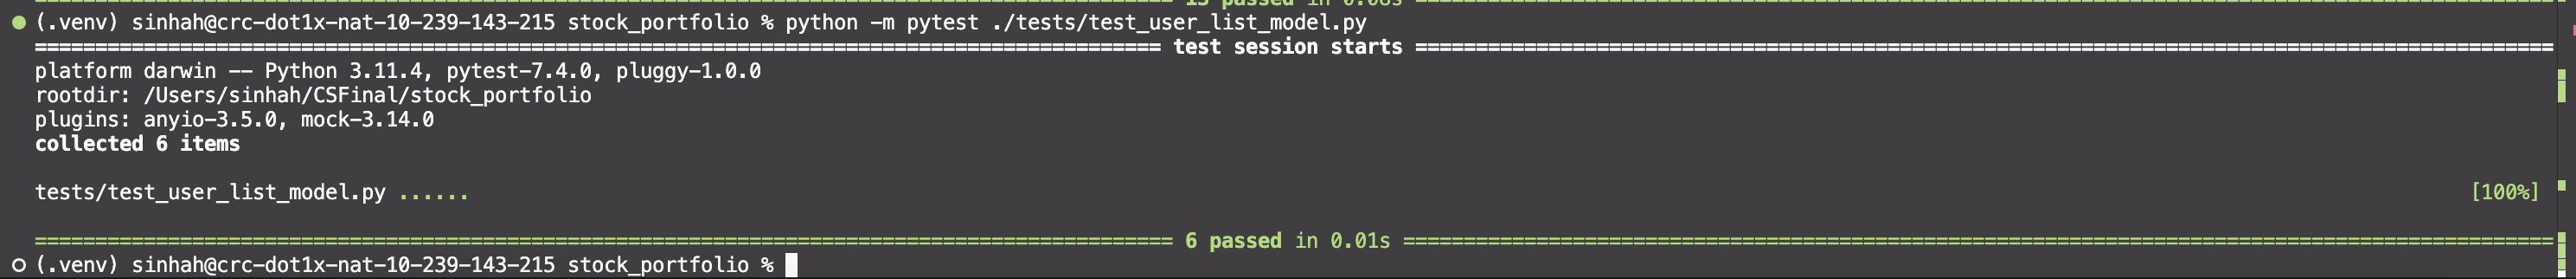 ============ 15 passed in 0.08s ============
(.venv) sinhah@crc-dot1x-nat-10-239-143-215 stock_portfolio % python -m pytest ./tests/test_user_list_model.py
============ test session starts ============
platform darwin -- Python 3.11.4, pytest-7.4.0, pluggy-1.0.0
rootdir: /Users/sinhah/CSFinal/stock_portfolio
plugins: anyio-3.5.0, mock-3.14.0
collected 6 items
tests/test_user_list_model.py ...... [100%]
============ 6 passed in 0.01s ============
(.venv) sinhah@crc-dot1x-nat-10-239-143-215 stock_portfolio %